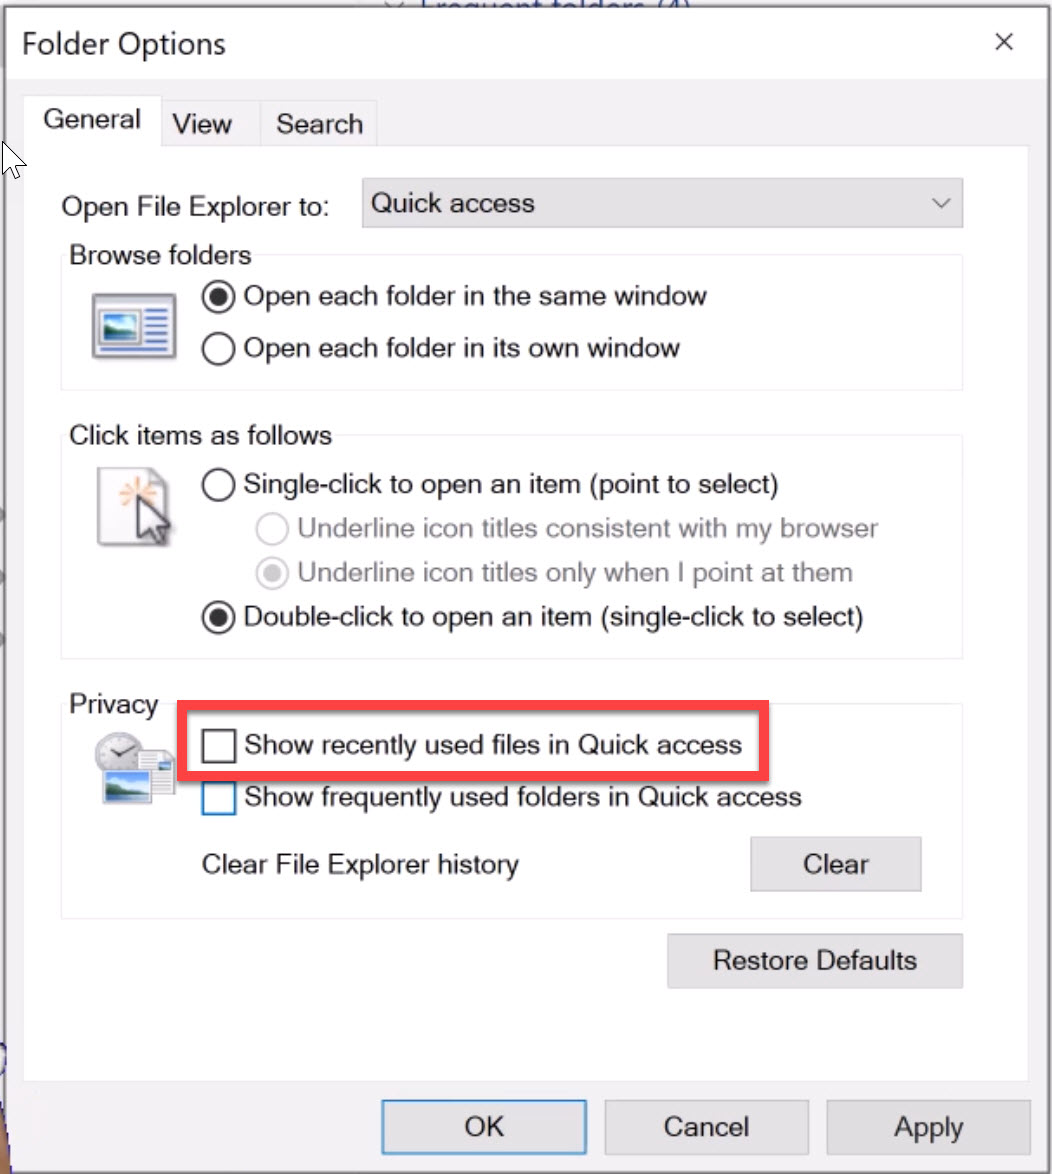 Frequent folders (4)
Folder Options
General
View
Search
Open File Explorer to:
Quick access
Browse folders
Open each folder in the same window
Open each folder in its own window
Click items as follows
Single-click to open an item (point to select)
Underline icon titles consistent with my browser
Underline icon titles only when I point at them
Double-click to open an item (single-click to select)
Privacy
Show recently used files in Quick access
Show frequently used folders in Quick access
Clear File Explorer history
Clear
Restore Defaults
OK
Cancel
Apply